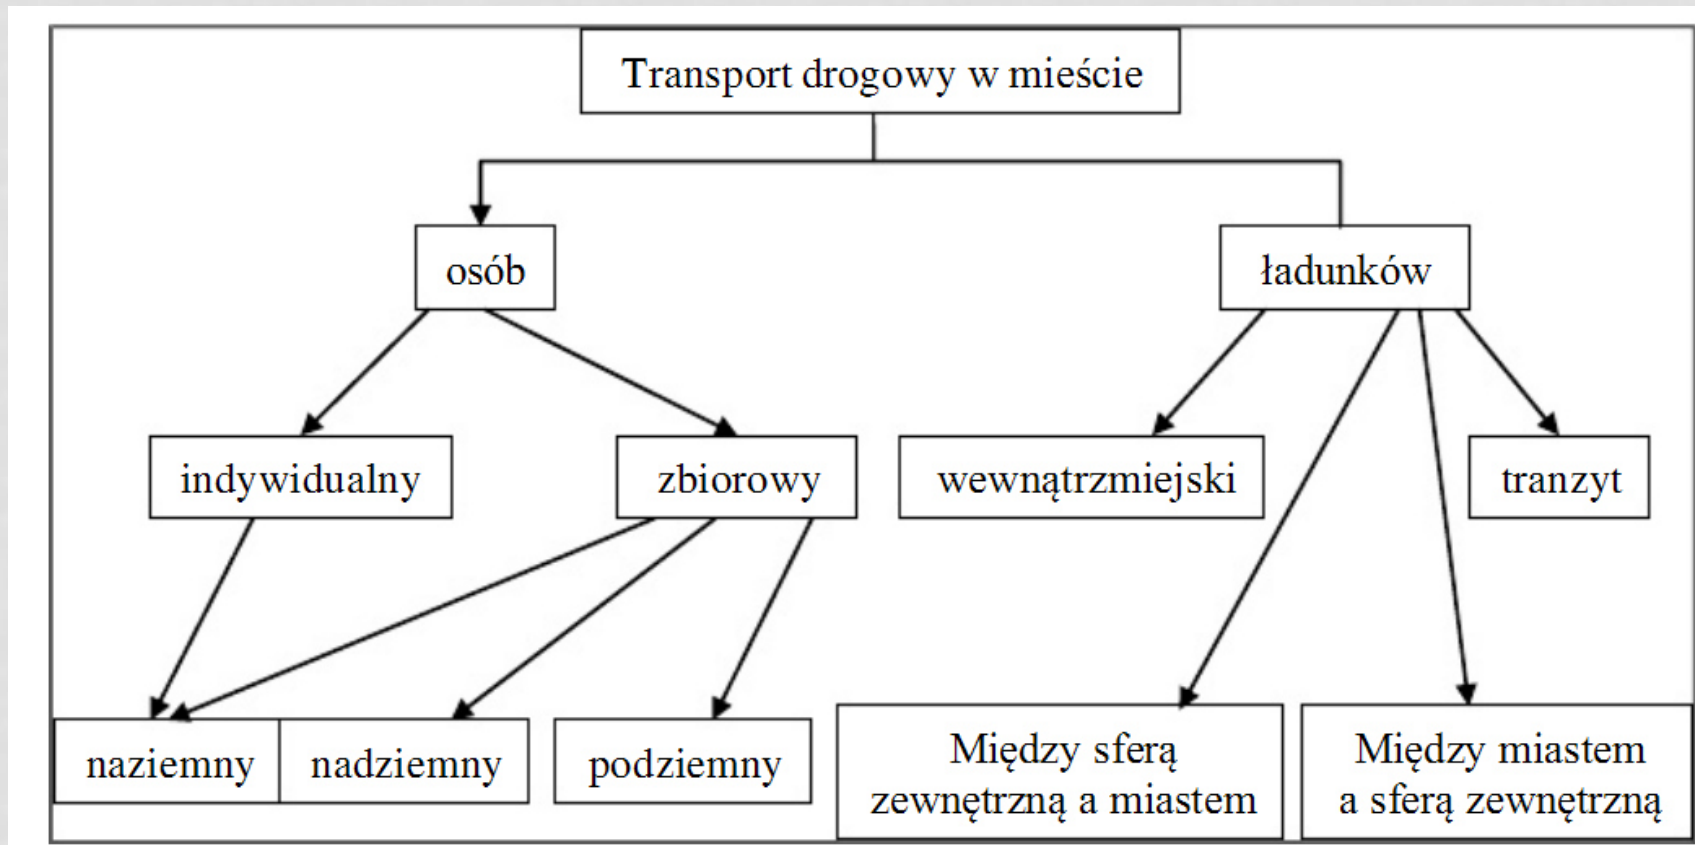 Transport drogowy w mieście
osób
ładunków
indywidualny
zbiorowy
wewnątrzmiejski
tranzyt
naziemny
nadziemny
podziemny
Między sferą
zewnętrzną a miastem
Między miastem
a sferą zewnętrzną